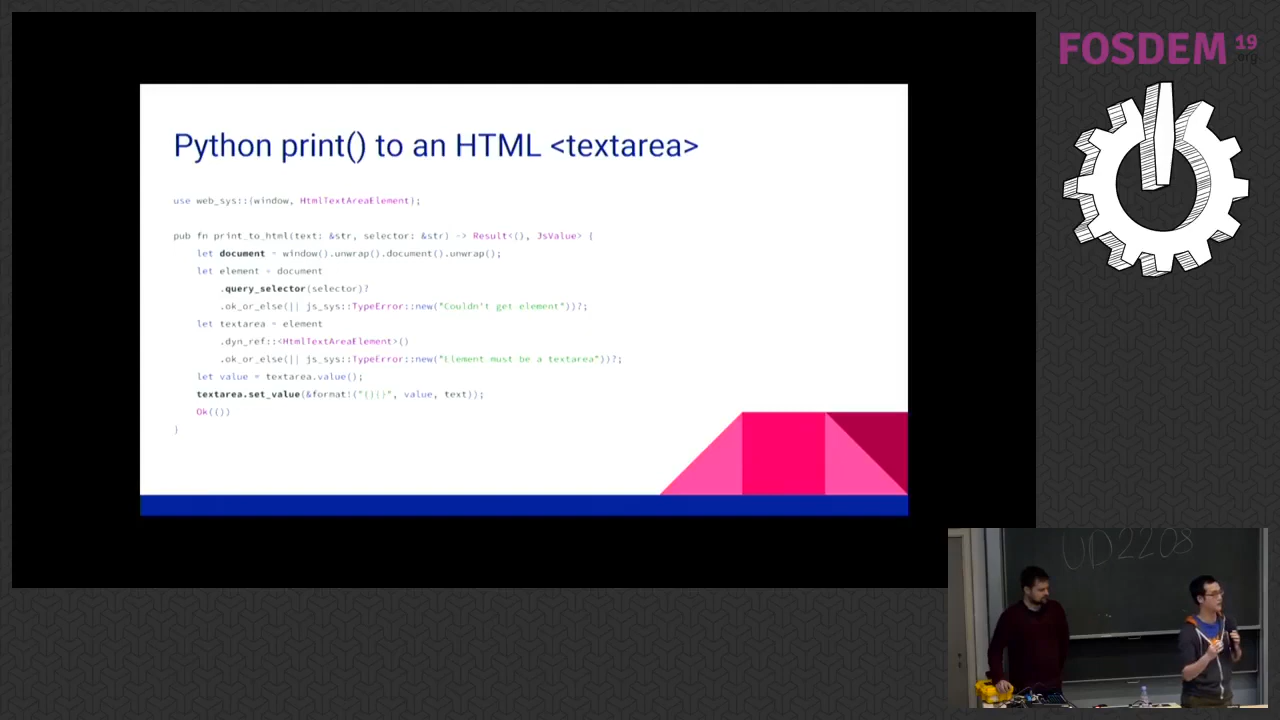 FOSDEM 19
.org
Python print() to an HTML <textarea>
use web_sys::{window, HtmlTextAreaElement};
pub fn print_to_html(text: &str, selector: &str) -> Result<(), JsValue> {
let document = window().unwrap().document().unwrap();
let element = document
.query_selector(selector)?
.ok_or_else(|| js_sys::TypeError::new("Couldn't get element"))?;
let textarea = element
.dyn_ref::<HtmlTextAreaElement>()
.ok_or_else(|| js_sys::TypeError::new("Element must be a textarea"))?;
let value = textarea.value();
textarea.set_value(&format!("{}{}", value, text));
Ok(())
}
UD2208